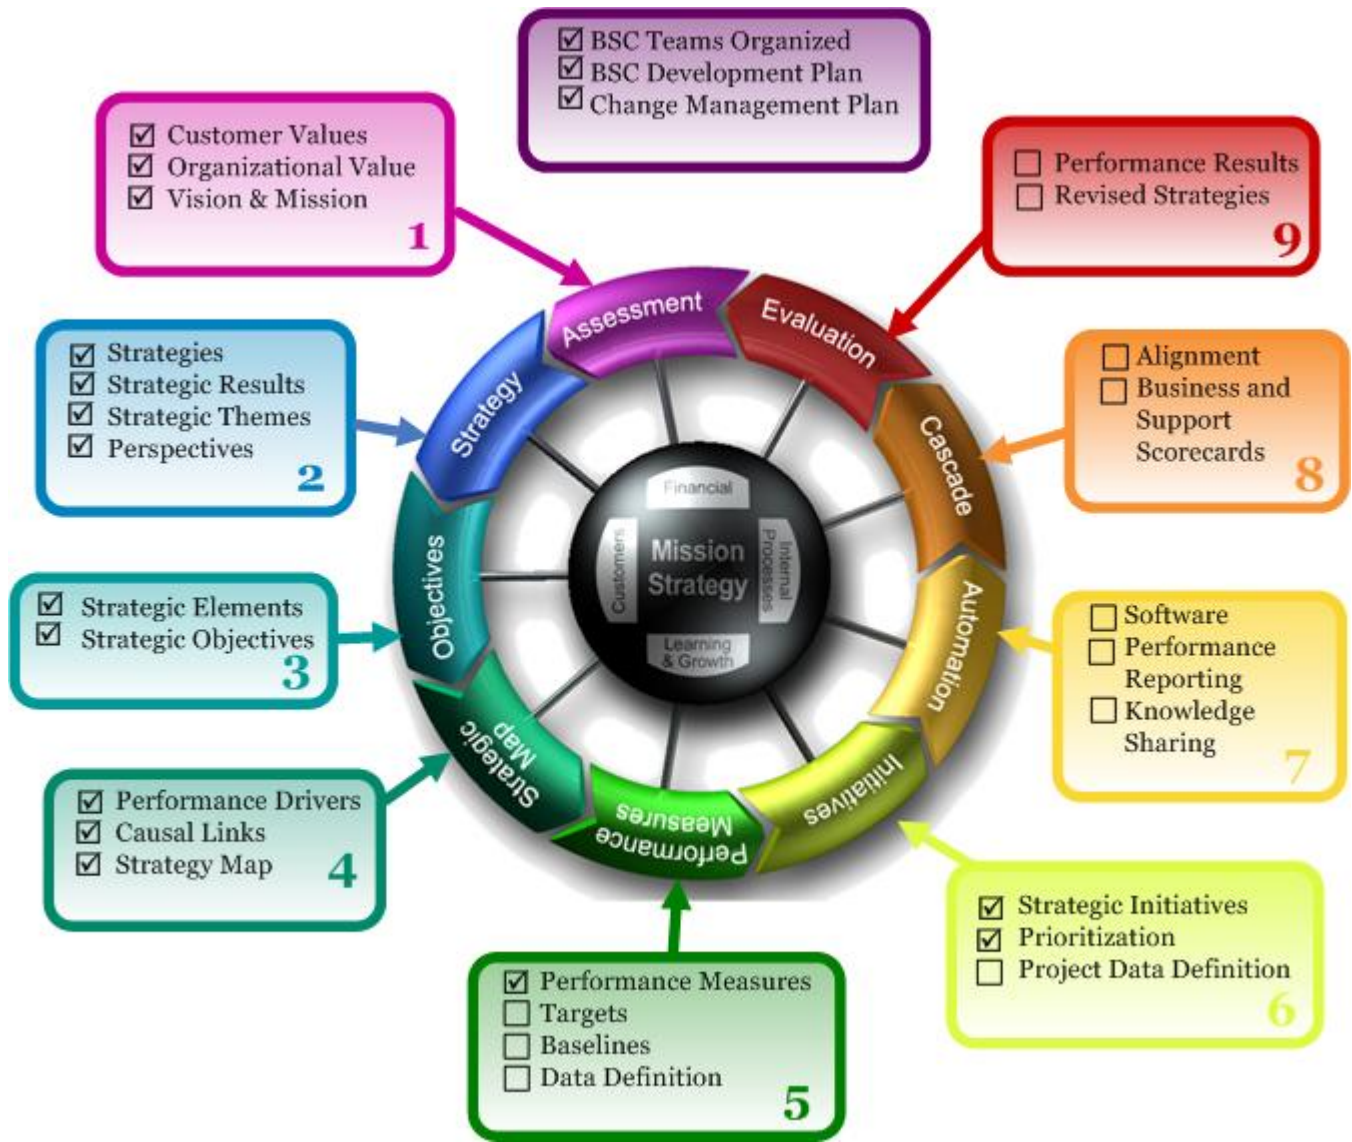 ☑ BSC Teams Organized
☑ BSC Development Plan
☑ Change Management Plan
☑ Customer Values
☑ Organizational Value
☑ Vision & Mission
1
☑ Strategies
☑ Strategic Results
☑ Strategic Themes
☑ Perspectives
2
☑ Strategic Elements
☑ Strategic Objectives
3
☑ Performance Drivers
☑ Causal Links
☑ Strategy Map
4
☑ Performance Measures
☐ Targets
☐ Baselines
☐ Data Definition
5
☑ Strategic Initiatives
☑ Prioritization
☐ Project Data Definition
6
☐ Software
☐ Performance
Reporting
☐ Knowledge
Sharing
7
☐ Alignment
☐ Business and
Support
Scorecards
8
☐ Performance Results
☐ Revised Strategies
9
Assessment
Strategy
Objectives
Strategic
Map
Performance
Measures
Initiatives
Automation
Cascade
Evaluation
Financial
Customers
Mission
Strategy
Internal
Processes
Learning
& Growth